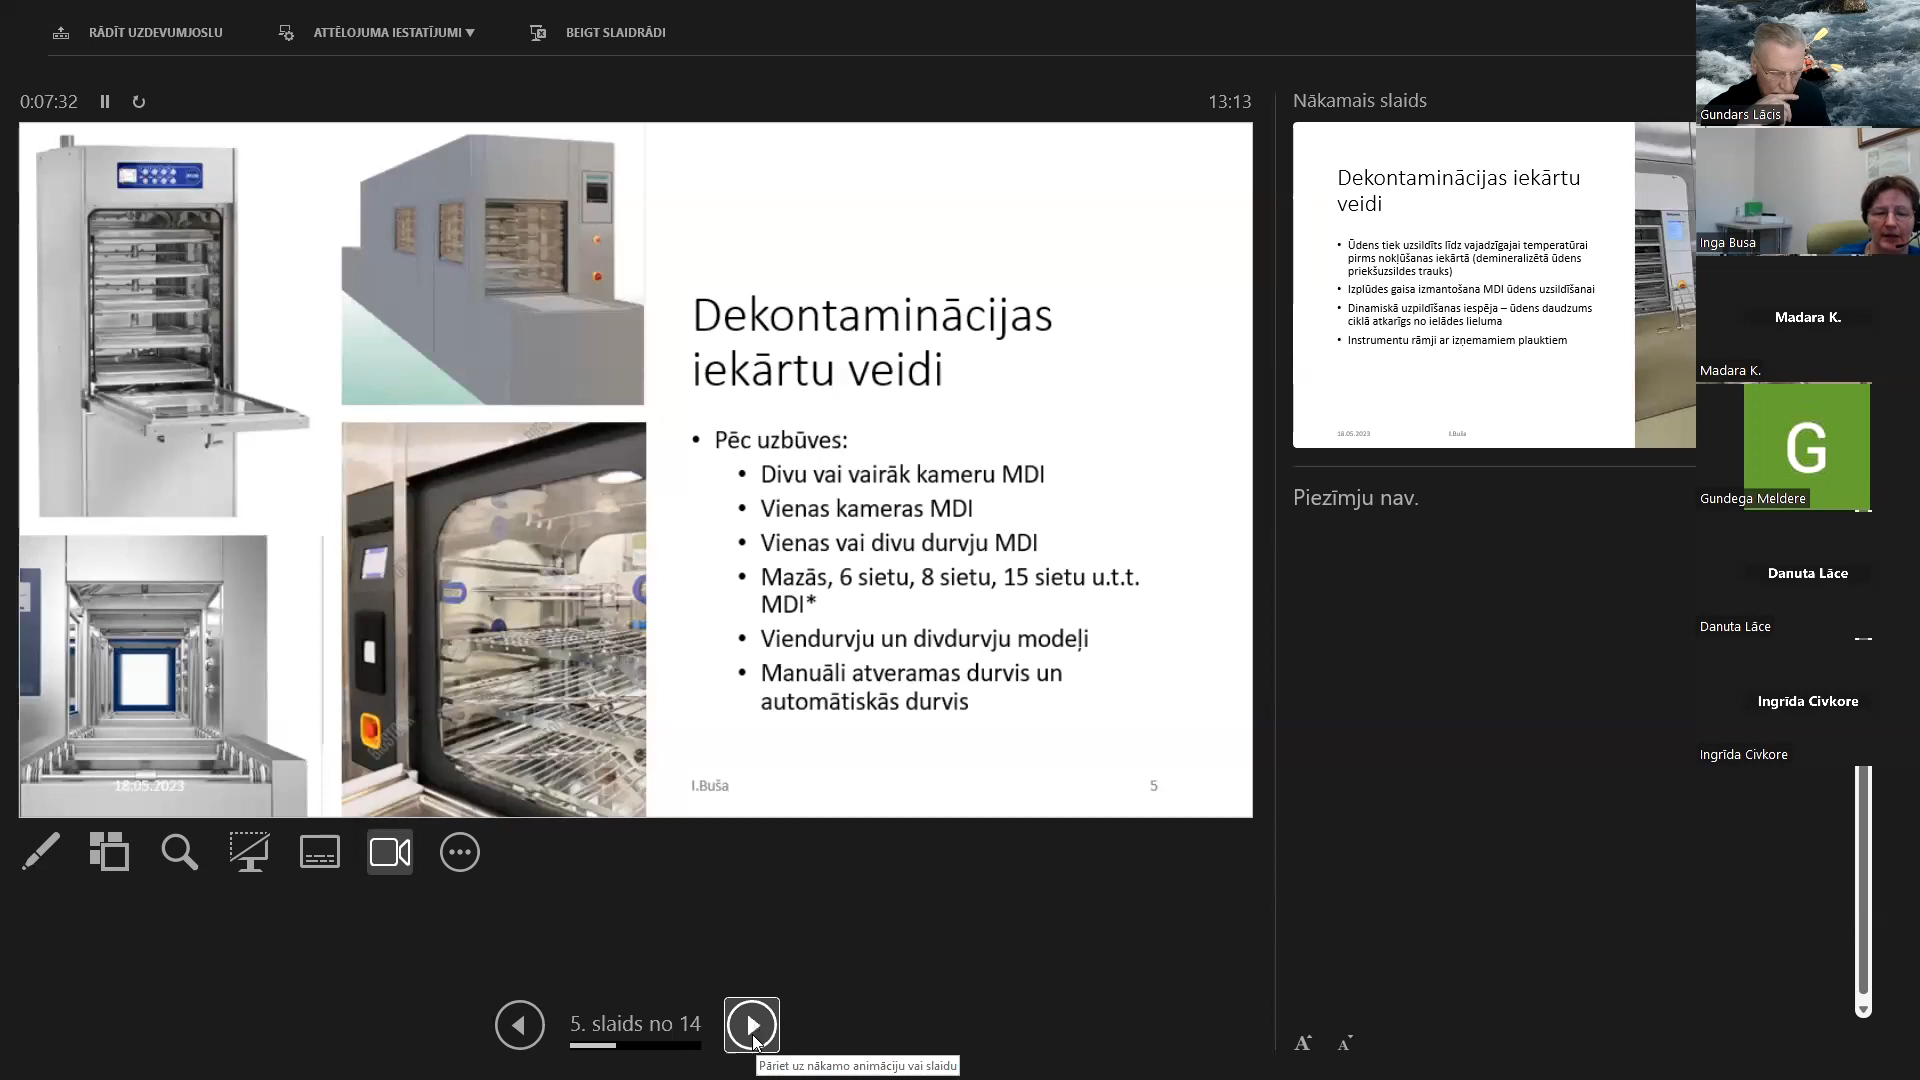 RĀDĪT UZDEVUMJOSLU
ATTĒLOJUMA IESTATĪJUMI ▼
BEIGT SLAIDRĀDI
0:07:32
13:13
Dekontaminācijas
iekārtu veidi
• Pēc uzbūves:
• Divu vai vairāk kameru MDI
• Vienas kameras MDI
• Vienas vai divu durvju MDI
• Mazās, 6 sietu, 8 sietu, 15 sietu u.t.t.
MDI*
• Viendurvju un divdurvju modeļi
• Manuāli atveramas durvis un
automātiskās durvis
18.05.2023
I.Buša
5
5. slaids no 14
Pāriet uz nākamo animāciju vai slaidu
Nākamais slaids
Dekontaminācijas iekārtu
veidi
• Ūdens tiek uzsildīts līdz vajadzīgajai temperatūrai
pirms nokļūšanas iekārtā (demineralizētā ūdens
priekšuzsildes trauks)
• Izplūdes gaisa izmantošana MDI ūdens uzsildīšanai
• Dinamiskā uzpildīšanas iespēja – ūdens daudzums
ciklā atkarīgs no ielādes lieluma
• Instrumentu rāmji ar izņemamiem plauktiem
18.05.2023
I.Buša
Piezīmju nav.
A A
Gundars Lācis
Inga Busa
Madara K.
Madara K.
G
Gundega Meldere
Danuta Lāce
Danuta Lāce
Ingrīda Civkore
Ingrīda Civkore